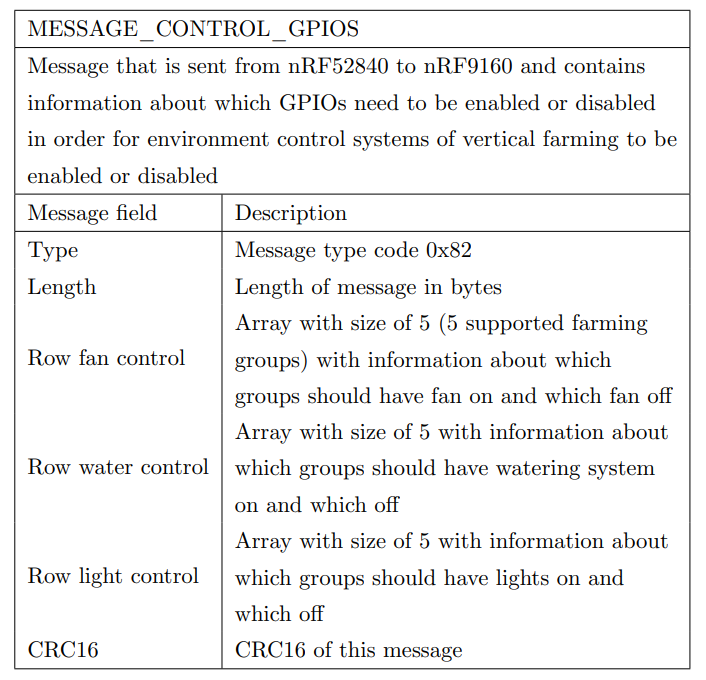 MESSAGE_CONTROL_GPIOS
Message that is sent from nRF52840 to nRF9160 and contains
information about which GPIOs need to be enabled or disabled
in order for environment control systems of vertical farming to be
enabled or disabled
Message field Description
Type Message type code 0x82
Length Length of message in bytes
Row fan control
Array with size of 5 (5 supported farming
groups) with information about which
groups should have fan on and which fan off
Row water control
Array with size of 5 with information about
which groups should have watering system
on and which off
Row light control
Array with size of 5 with information about
which groups should have lights on and
which off
CRC16 CRC16 of this message